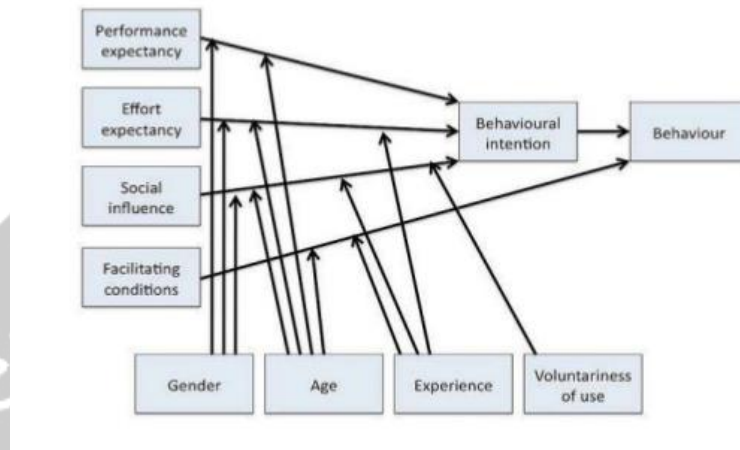 Performance
expectancy
Effort
expectancy
Behavioural
intention
Behaviour
Social
influence
Facilitating
conditions
Gender
Age
Experience
Voluntariness
of use